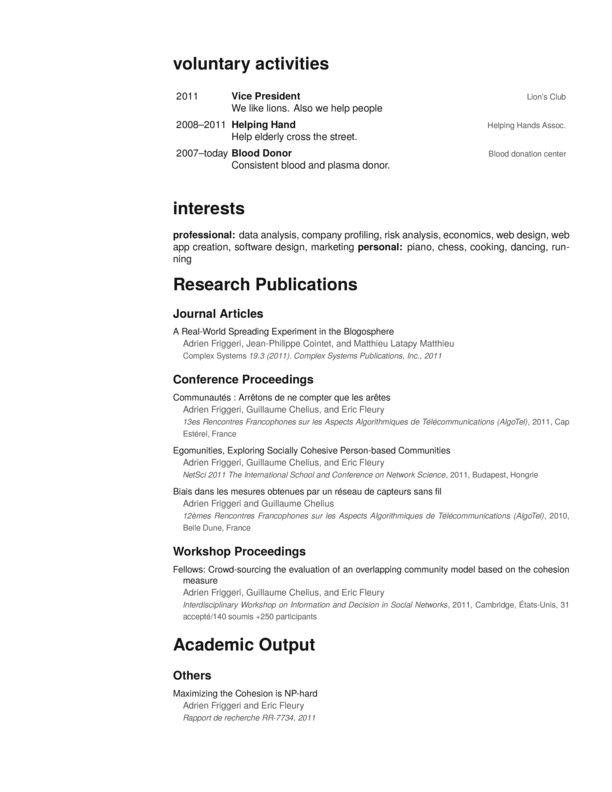 voluntary activities
2011 Vice President Lion's Club
We like lions. Also we help people
2008–2011 Helping Hand Helping Hands Assoc.
Help elderly cross the street.
2007–today Blood Donor Blood donation center
Consistent blood and plasma donor.
interests
professional: data analysis, company profiling, risk analysis, economics, web design, web
app creation, software design, marketing personal: piano, chess, cooking, dancing, run-
ning
Research Publications
Journal Articles
A Real-World Spreading Experiment in the Blogosphere
Adrien Friggeri, Jean-Philippe Cointet, and Matthieu Latapy Matthieu
Complex Systems 19.3 (2011). Complex Systems Publications, Inc., 2011
Conference Proceedings
Communautés : Arrêtons de ne compter que les arêtes
Adrien Friggeri, Guillaume Chelius, and Eric Fleury
13es Rencontres Francophones sur les Aspects Algorithmiques de Télécommunications (AlgoTel), 2011, Cap
Estérel, France
Egomunities, Exploring Socially Cohesive Person-based Communities
Adrien Friggeri, Guillaume Chelius, and Eric Fleury
NetSci 2011 The International School and Conference on Network Science, 2011, Budapest, Hongrie
Biais dans les mesures obtenues par un réseau de capteurs sans fil
Adrien Friggeri and Guillaume Chelius
12èmes Rencontres Francophones sur les Aspects Algorithmiques de Télécommunications (AlgoTel), 2010,
Belle Dune, France
Workshop Proceedings
Fellows: Crowd-sourcing the evaluation of an overlapping community model based on the cohesion
measure
Adrien Friggeri, Guillaume Chelius, and Eric Fleury
Interdisciplinary Workshop on Information and Decision in Social Networks, 2011, Cambridge, États-Unis, 31
accepté/140 soumis +250 participants
Academic Output
Others
Maximizing the Cohesion is NP-hard
Adrien Friggeri and Eric Fleury
Rapport de recherche RR-7734, 2011